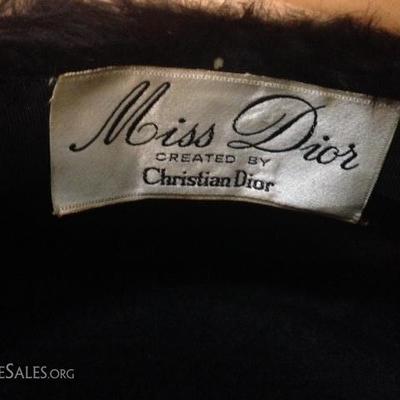 Miss Dior
CREATED BY
Christian Dior
ESALES.ORG